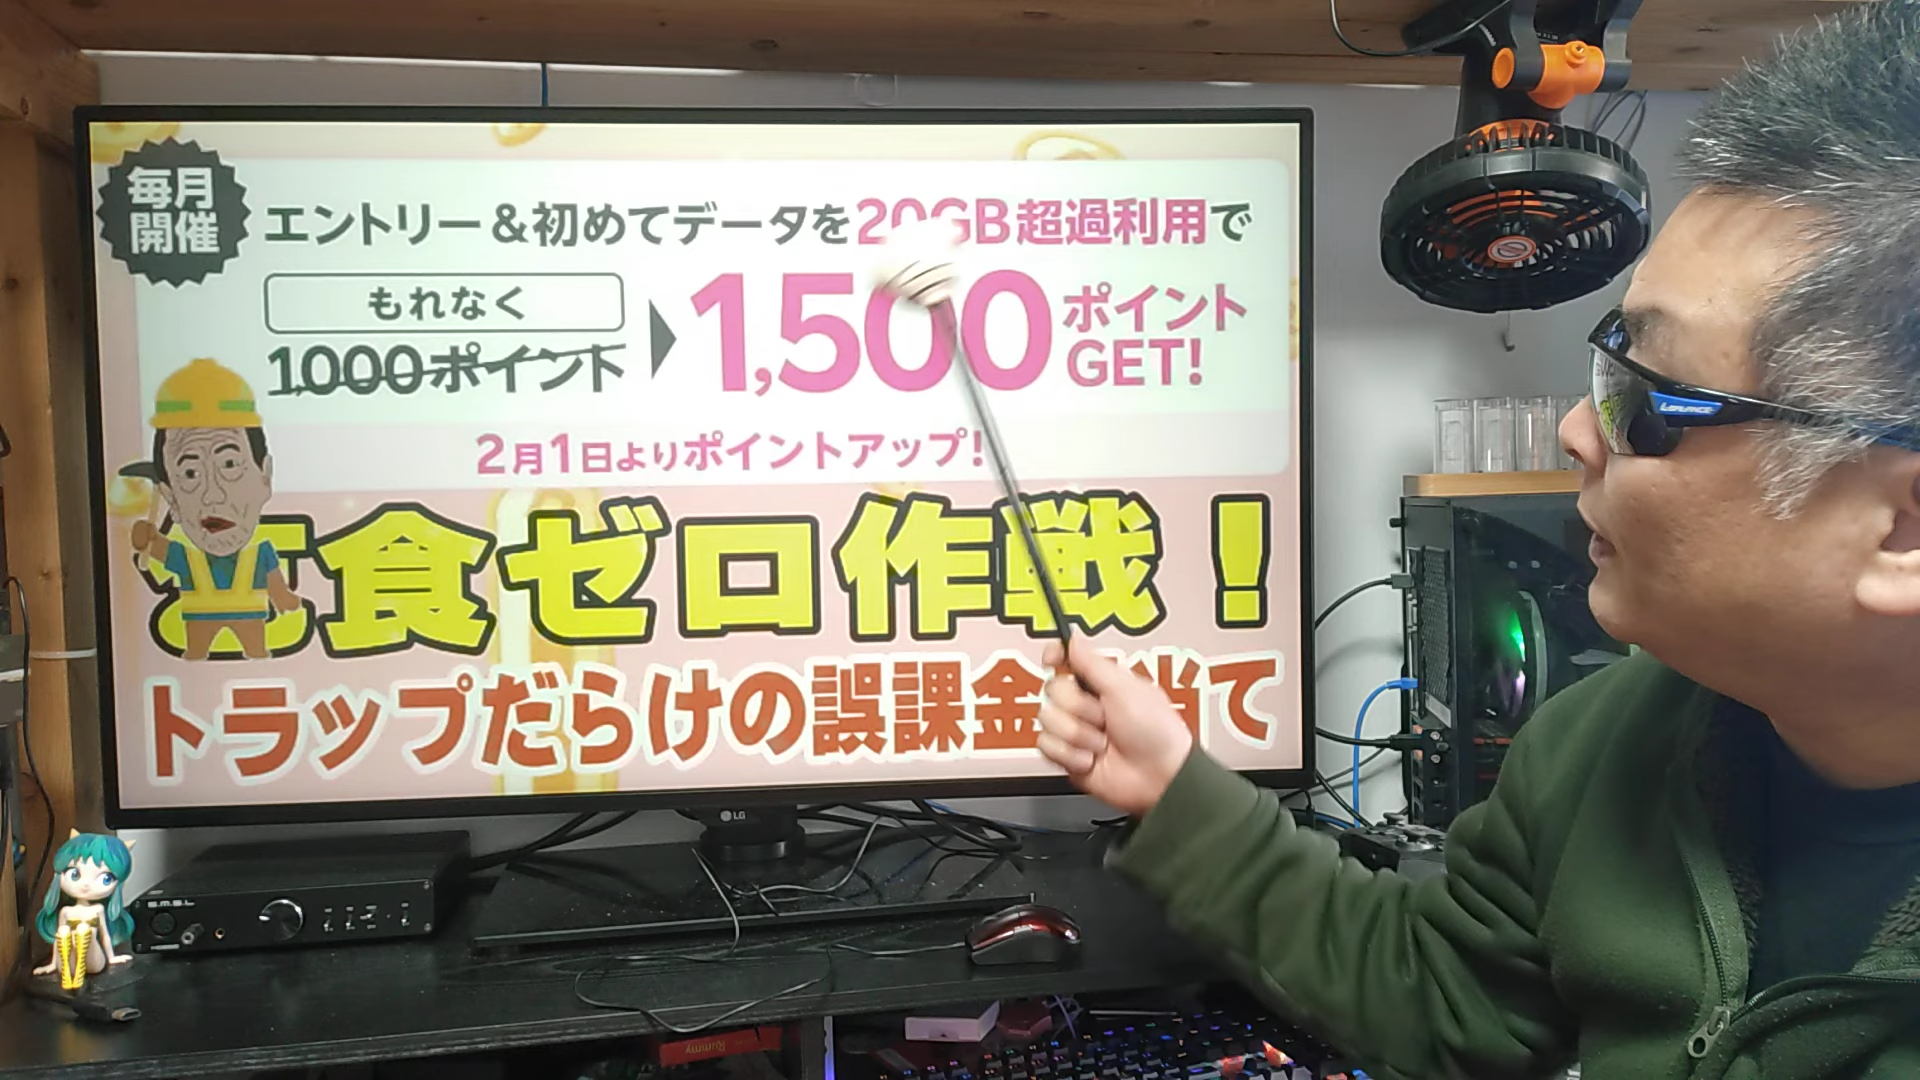 毎月
開催
エントリー&初めてデータを20GB超過利用で
もれなく
1000ポイント
1,500
ポイント
GET!
2月1日よりポイントアップ!
食ゼロ作戦！
トラップだらけの誤課金 当て
LG
S.M.S.L
Rummy